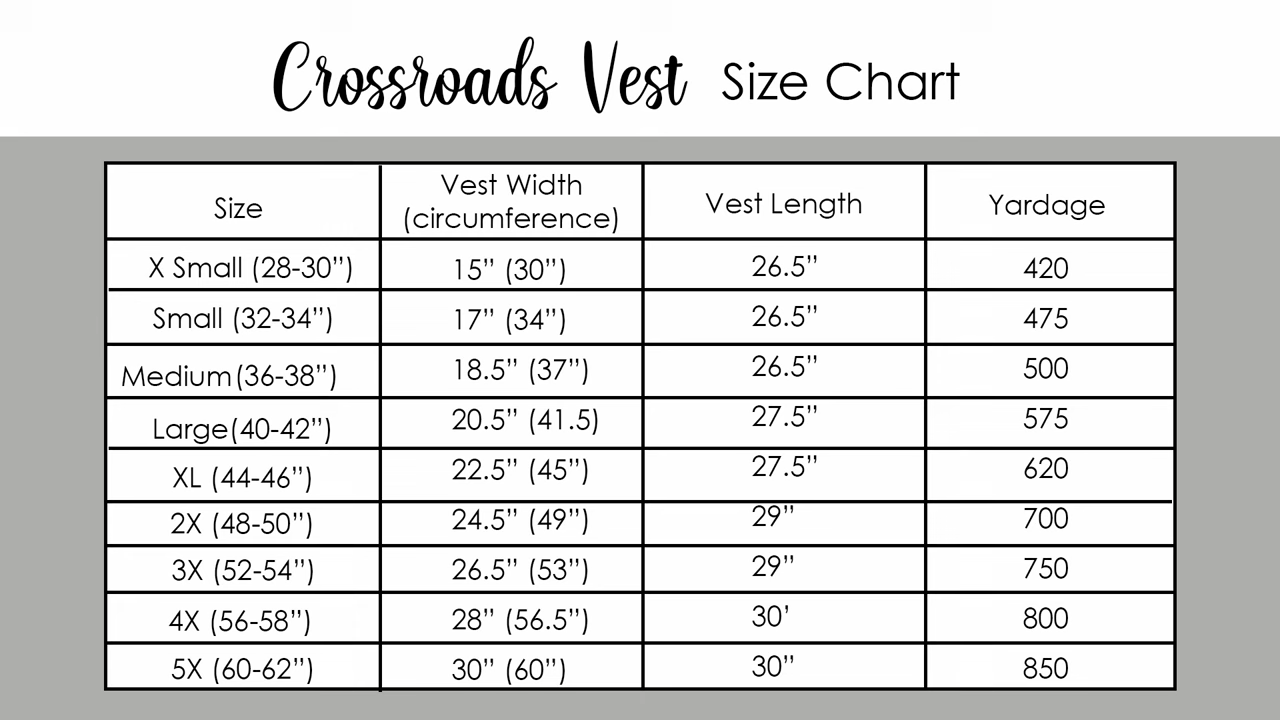 Crossroads Vest Size Chart
Size
Vest Width
(circumference)
Vest Length
Yardage
X Small (28-30”) 15” (30”) 26.5” 420
Small (32-34”) 17” (34”) 26.5” 475
Medium(36-38”) 18.5” (37”) 26.5” 500
Large(40-42”) 20.5” (41.5) 27.5” 575
XL (44-46”) 22.5” (45”) 27.5” 620
2X (48-50”) 24.5” (49”) 29” 700
3X (52-54”) 26.5” (53”) 29” 750
4X (56-58”) 28” (56.5”) 30’ 800
5X (60-62”) 30” (60”) 30” 850